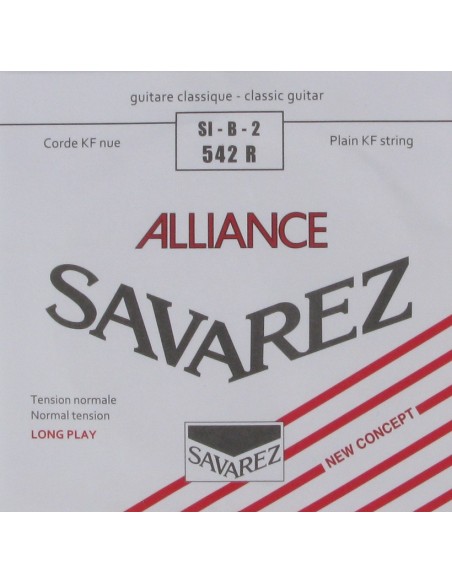 guitare classique - classic guitar
Corde KF nue
SI - B - 2
542 R
Plain KF string
ALLIANCE
SAVAREZ
Tension normale
Normal tension
LONG PLAY
SAVAREZ
NEW CONCEPT